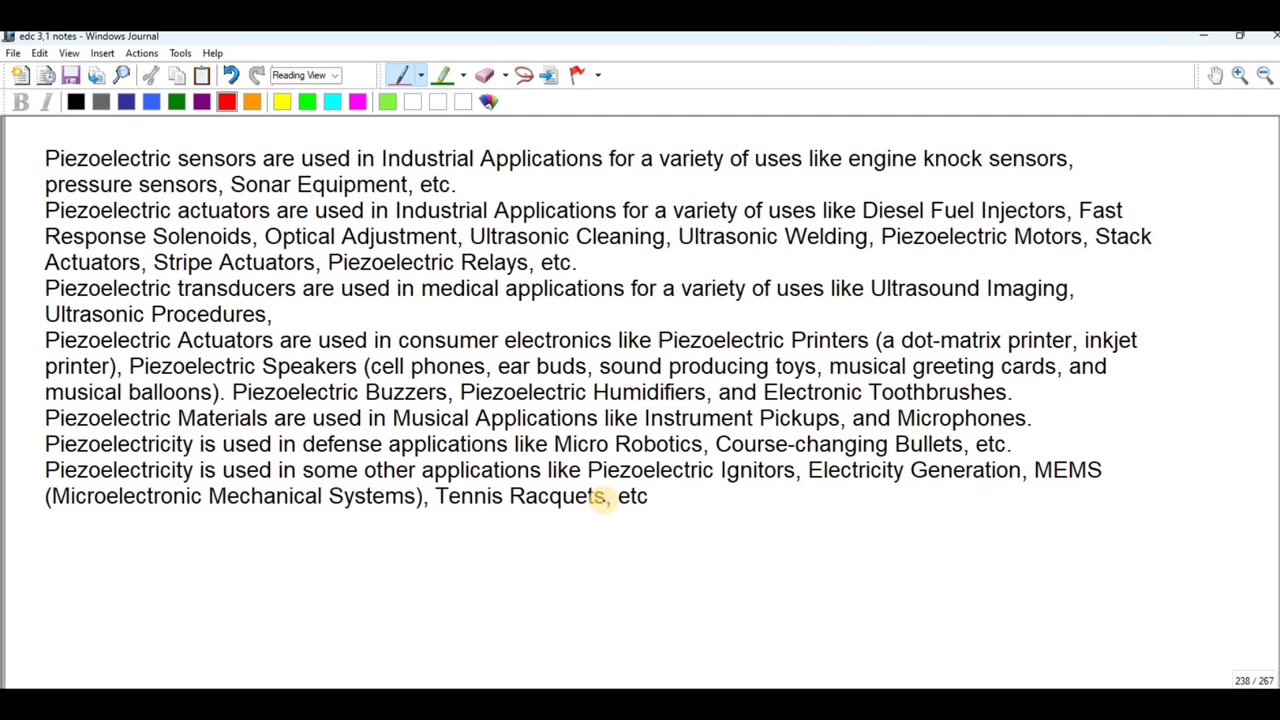 edc 3,1 notes - Windows Journal
File Edit View Insert Actions Tools Help
Reading View
B I
Piezoelectric sensors are used in Industrial Applications for a variety of uses like engine knock sensors,
pressure sensors, Sonar Equipment, etc.
Piezoelectric actuators are used in Industrial Applications for a variety of uses like Diesel Fuel Injectors, Fast
Response Solenoids, Optical Adjustment, Ultrasonic Cleaning, Ultrasonic Welding, Piezoelectric Motors, Stack
Actuators, Stripe Actuators, Piezoelectric Relays, etc.
Piezoelectric transducers are used in medical applications for a variety of uses like Ultrasound Imaging,
Ultrasonic Procedures,
Piezoelectric Actuators are used in consumer electronics like Piezoelectric Printers (a dot-matrix printer, inkjet
printer), Piezoelectric Speakers (cell phones, ear buds, sound producing toys, musical greeting cards, and
musical balloons). Piezoelectric Buzzers, Piezoelectric Humidifiers, and Electronic Toothbrushes.
Piezoelectric Materials are used in Musical Applications like Instrument Pickups, and Microphones.
Piezoelectricity is used in defense applications like Micro Robotics, Course-changing Bullets, etc.
Piezoelectricity is used in some other applications like Piezoelectric Ignitors, Electricity Generation, MEMS
(Microelectronic Mechanical Systems), Tennis Racquets, etc
238 / 267